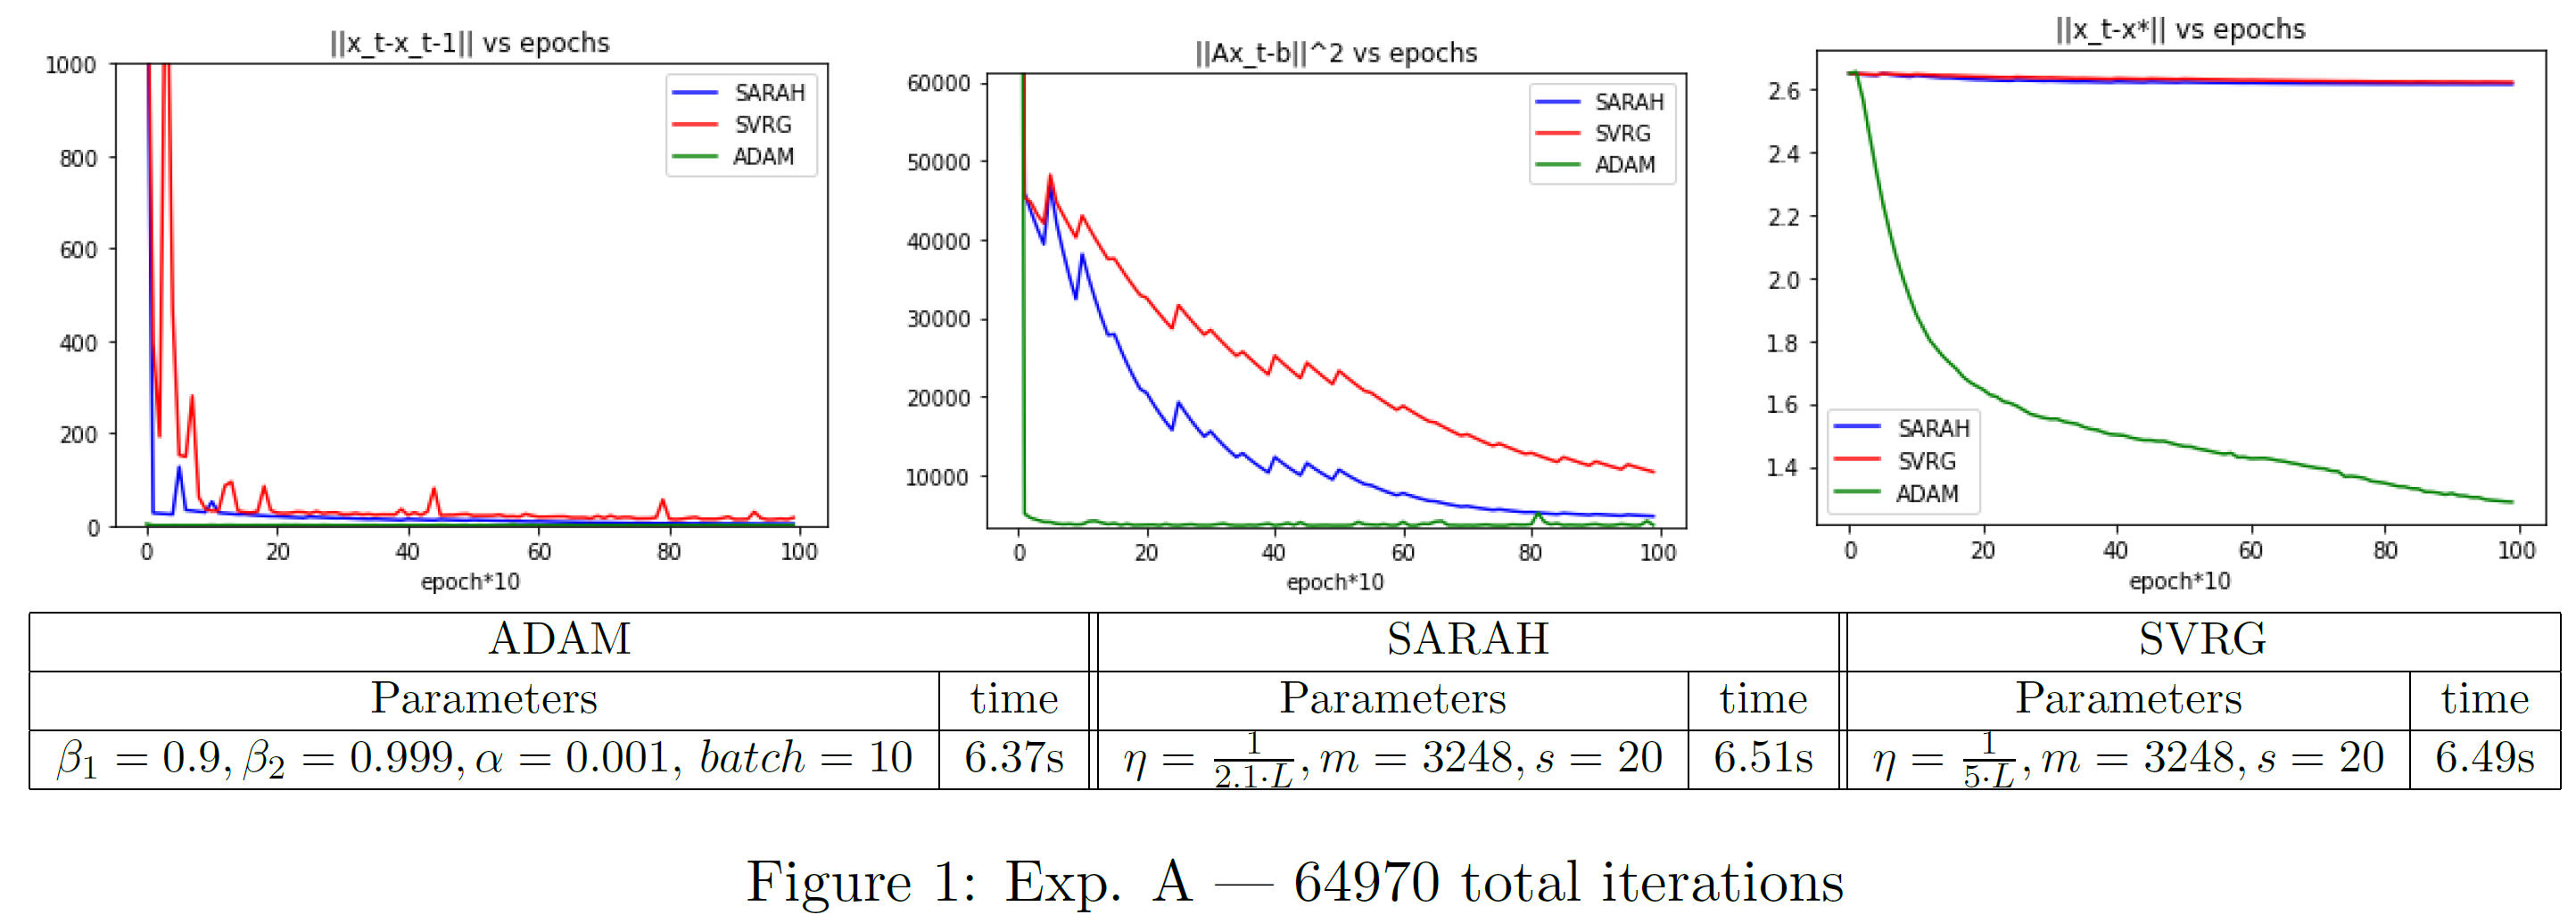 ||x_t-x_t-1|| vs epochs
1000
800
600
400
200
0
0 20 40 60 80 100
epoch*10
SARAH
SVRG
ADAM
||Ax_t-b||^2 vs epochs
60000
50000
40000
30000
20000
10000
0 20 40 60 80 100
epoch*10
SARAH
SVRG
ADAM
||x_t-x*|| vs epochs
2.6
2.4
2.2
2.0
1.8
1.6
1.4
0 20 40 60 80 100
epoch*10
SARAH
SVRG
ADAM
ADAM SARAH SVRG
Parameters time Parameters time Parameters time
β₁ = 0.9, β₂ = 0.999, α = 0.001, batch = 10 6.37s η = 1/(2.1·L), m = 3248, s = 20 6.51s η = 1/(5·L), m = 3248, s = 20 6.49s
Figure 1: Exp. A — 64970 total iterations